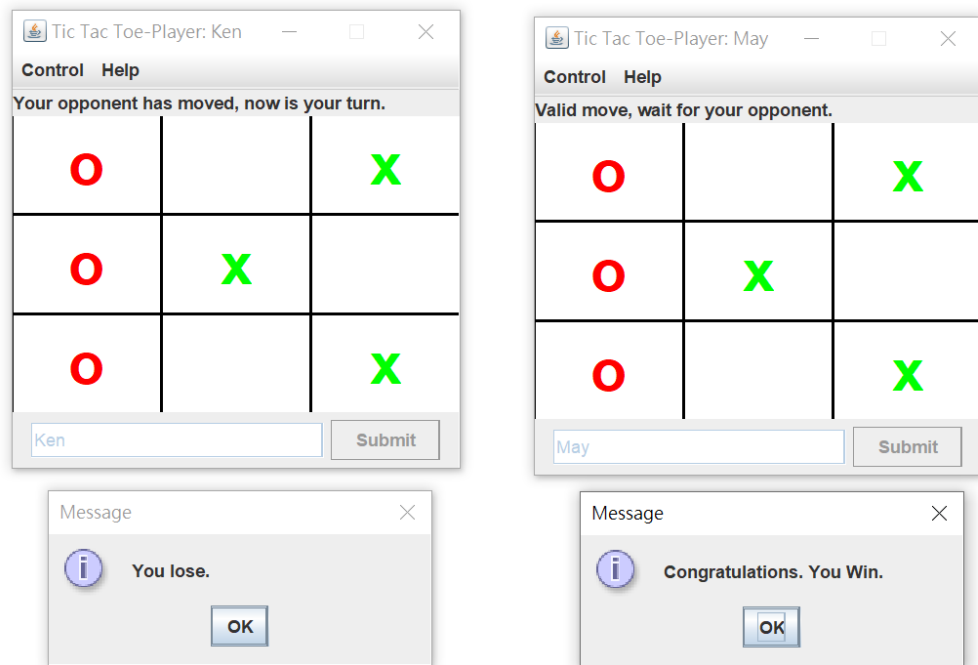 Tic Tac Toe-Player: Ken
Control Help
Your opponent has moved, now is your turn.
O X
O X
O X
Ken Submit
Message
You lose.
OK
Tic Tac Toe-Player: May
Control Help
Valid move, wait for your opponent.
O X
O X
O X
May Submit
Message
Congratulations. You Win.
OK